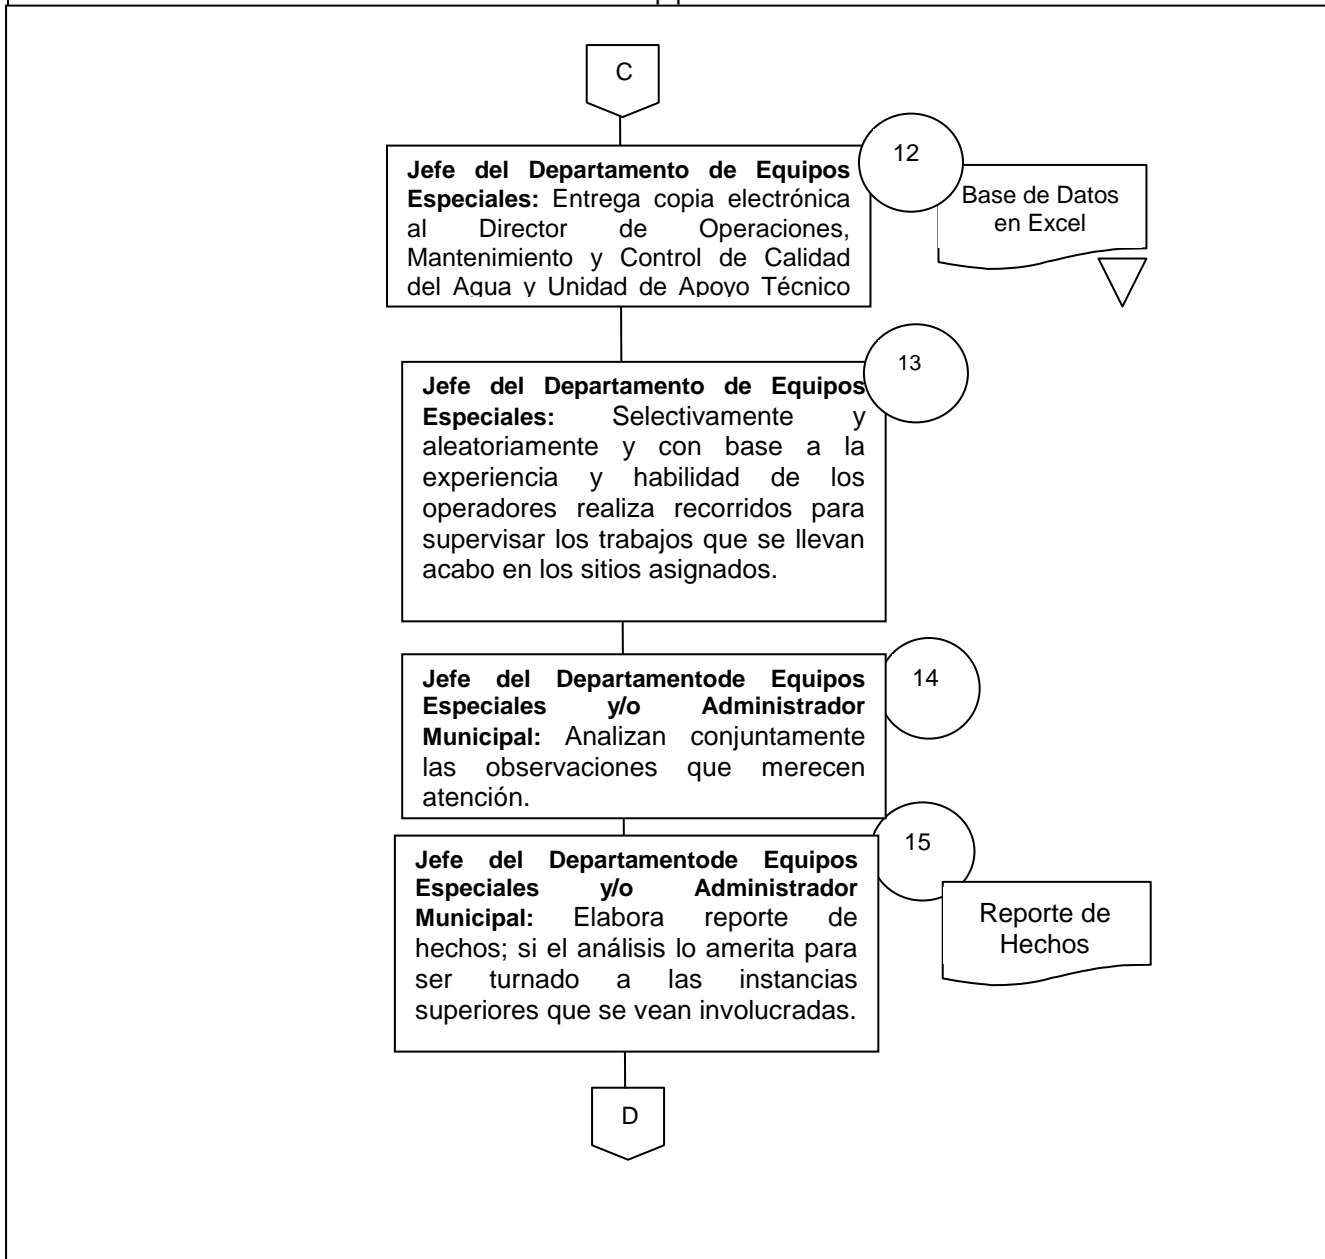 C
12
Jefe del Departamento de Equipos
Especiales: Entrega copia electrónica
al Director de Operaciones,
Mantenimiento y Control de Calidad
del Agua y Unidad de Apoyo Técnico
Base de Datos
en Excel
13
Jefe del Departamento de Equipos
Especiales: Selectivamente y
aleatoriamente y con base a la
experiencia y habilidad de los
operadores realiza recorridos para
supervisar los trabajos que se llevan
acabo en los sitios asignados.
14
Jefe del Departamentode Equipos
Especiales y/o Administrador
Municipal: Analizan conjuntamente
las observaciones que merecen
atención.
15
Jefe del Departamentode Equipos
Especiales y/o Administrador
Municipal: Elabora reporte de
hechos; si el análisis lo amerita para
ser turnado a las instancias
superiores que se vean involucradas.
Reporte de
Hechos
D